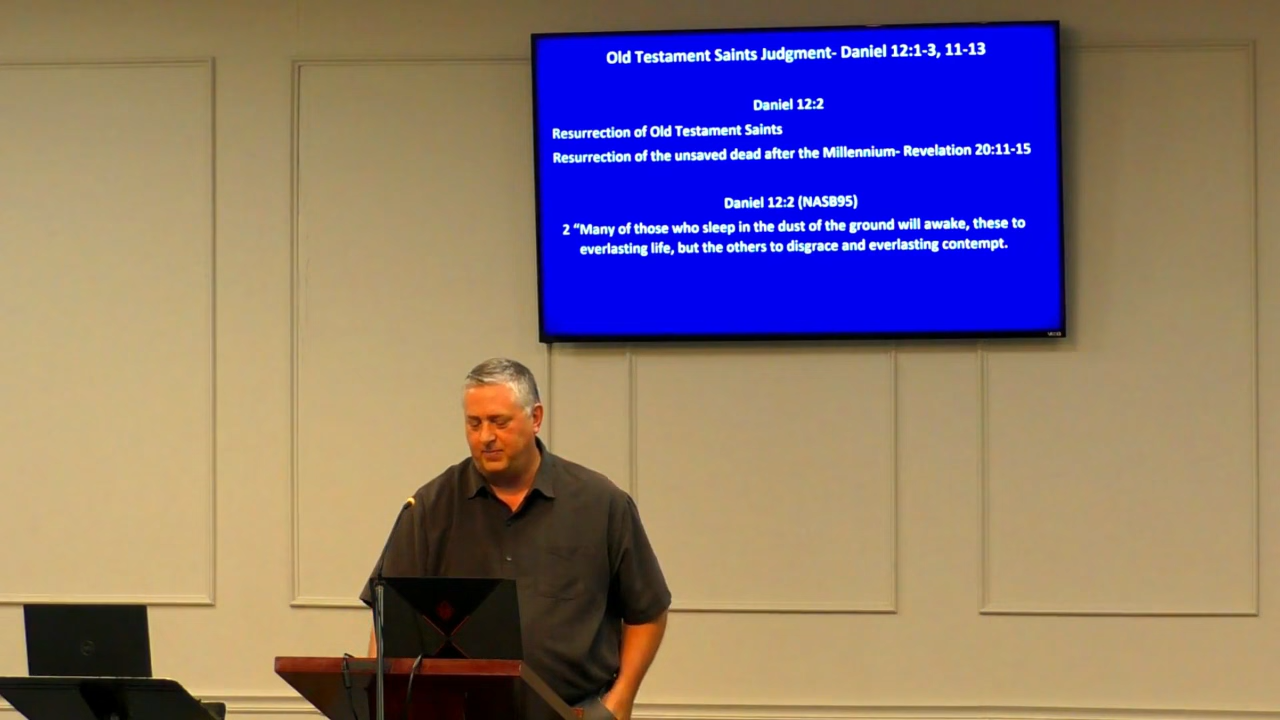 Old Testament Saints Judgment- Daniel 12:1-3, 11-13
Daniel 12:2
Resurrection of Old Testament Saints
Resurrection of the unsaved dead after the Millennium- Revelation 20:11-15
Daniel 12:2 (NASB95)
2 “Many of those who sleep in the dust of the ground will awake, these to
everlasting life, but the others to disgrace and everlasting contempt.